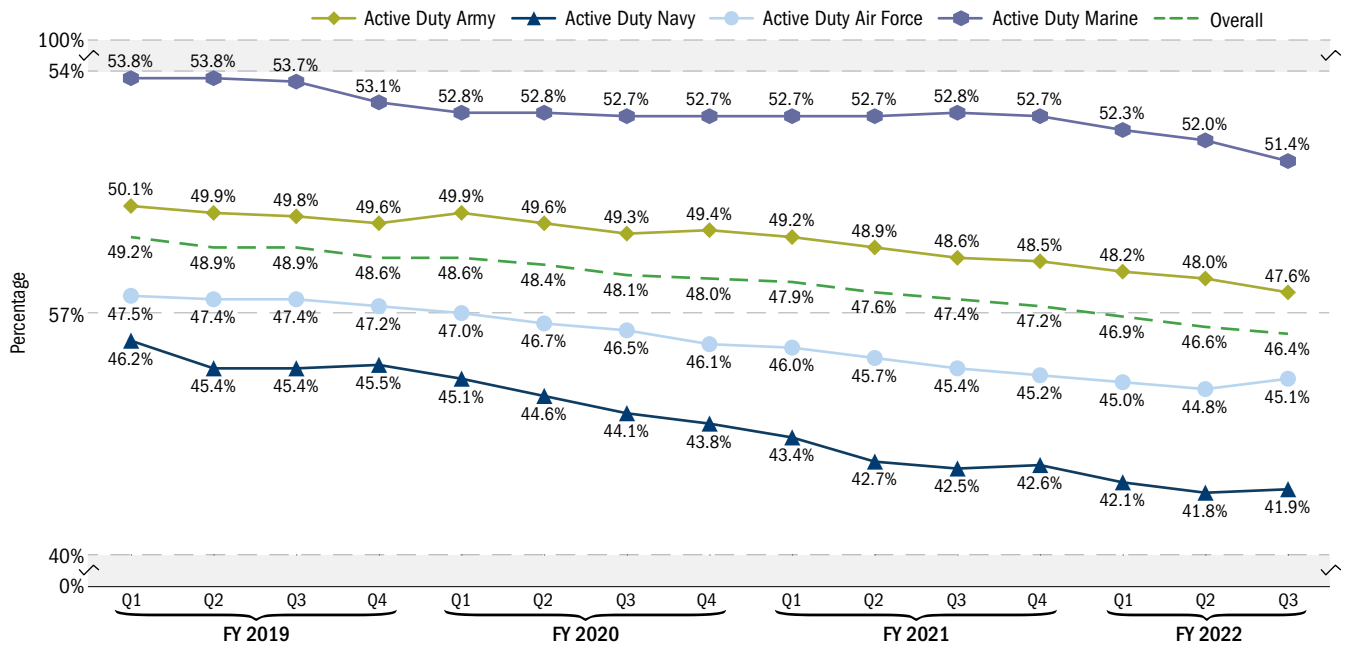 Active Duty Army Active Duty Navy Active Duty Air Force Active Duty Marine Overall
100%
54%
53.8% 53.8% 53.7% 53.1% 52.8% 52.8% 52.7% 52.7% 52.7% 52.7% 52.8% 52.7% 52.3% 52.0% 51.4%
50.1% 49.9% 49.8% 49.6% 49.9% 49.6% 49.3% 49.4% 49.2% 48.9% 48.6% 48.5% 48.2% 48.0% 47.6%
49.2% 48.9% 48.9% 48.6% 48.6% 48.4% 48.1% 48.0% 47.9% 47.6% 47.4% 47.2% 46.9% 46.6% 46.4%
Percentage
57%
47.5% 47.4% 47.4% 47.2% 47.0% 46.7% 46.5% 46.1% 46.0% 45.7% 45.4% 45.2% 45.0% 44.8% 45.1%
46.2% 45.4% 45.4% 45.5% 45.1% 44.6% 44.1% 43.8% 43.4% 42.7% 42.5% 42.6% 42.1% 41.8% 41.9%
40%
0%
Q1 Q2 Q3 Q4 Q1 Q2 Q3 Q4 Q1 Q2 Q3 Q4 Q1 Q2 Q3
FY 2019 FY 2020 FY 2021 FY 2022